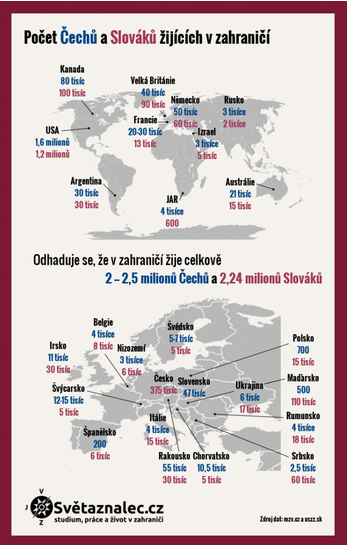 Počet Čechů a Slováků žijících v zahraničí
Kanada
80 tisíc
100 tisíc
Velká Británie
40 tisíc
90 tisíc
Německo
50 tisíc
60 tisíc
Rusko
3 tisíce
2 tisíce
USA
1,6 milionů
1,2 milionů
Francie
20-30 tisíc
13 tisíc
Izrael
3 tisíce
5 tisíc
Argentina
30 tisíc
30 tisíc
JAR
4 tisíce
600
Austrálie
21 tisíc
15 tisíc
Odhaduje se, že v zahraničí žije celkově
2 – 2,5 milionů Čechů a 2,24 milionů Slováků
Belgie
4 tisíce
8 tisíc
Švédsko
5-7 tisíc
5 tisíc
Irsko
11 tisíc
30 tisíc
Nizozemí
3 tisíce
6 tisíc
Polsko
700
15 tisíc
Švýcarsko
12-15 tisíc
5 tisíc
Česko
375 tisíc
Slovensko
47 tisíc
Ukrajina
6 tisíc
17 tisíc
Maďarsko
500
110 tisíc
Španělsko
200
6 tisíc
Itálie
4 tisíce
15 tisíc
Rumunsko
4 tisíce
18 tisíc
Rakousko
55 tisíc
30 tisíc
Chorvatsko
10,5 tisíc
5 tisíc
Srbsko
2,5 tisíc
60 tisíc
V
J
Z
Světaznalec.cz
studium, práce a život v zahraničí
Zdroj dat: mzv.cz a uszz.sk